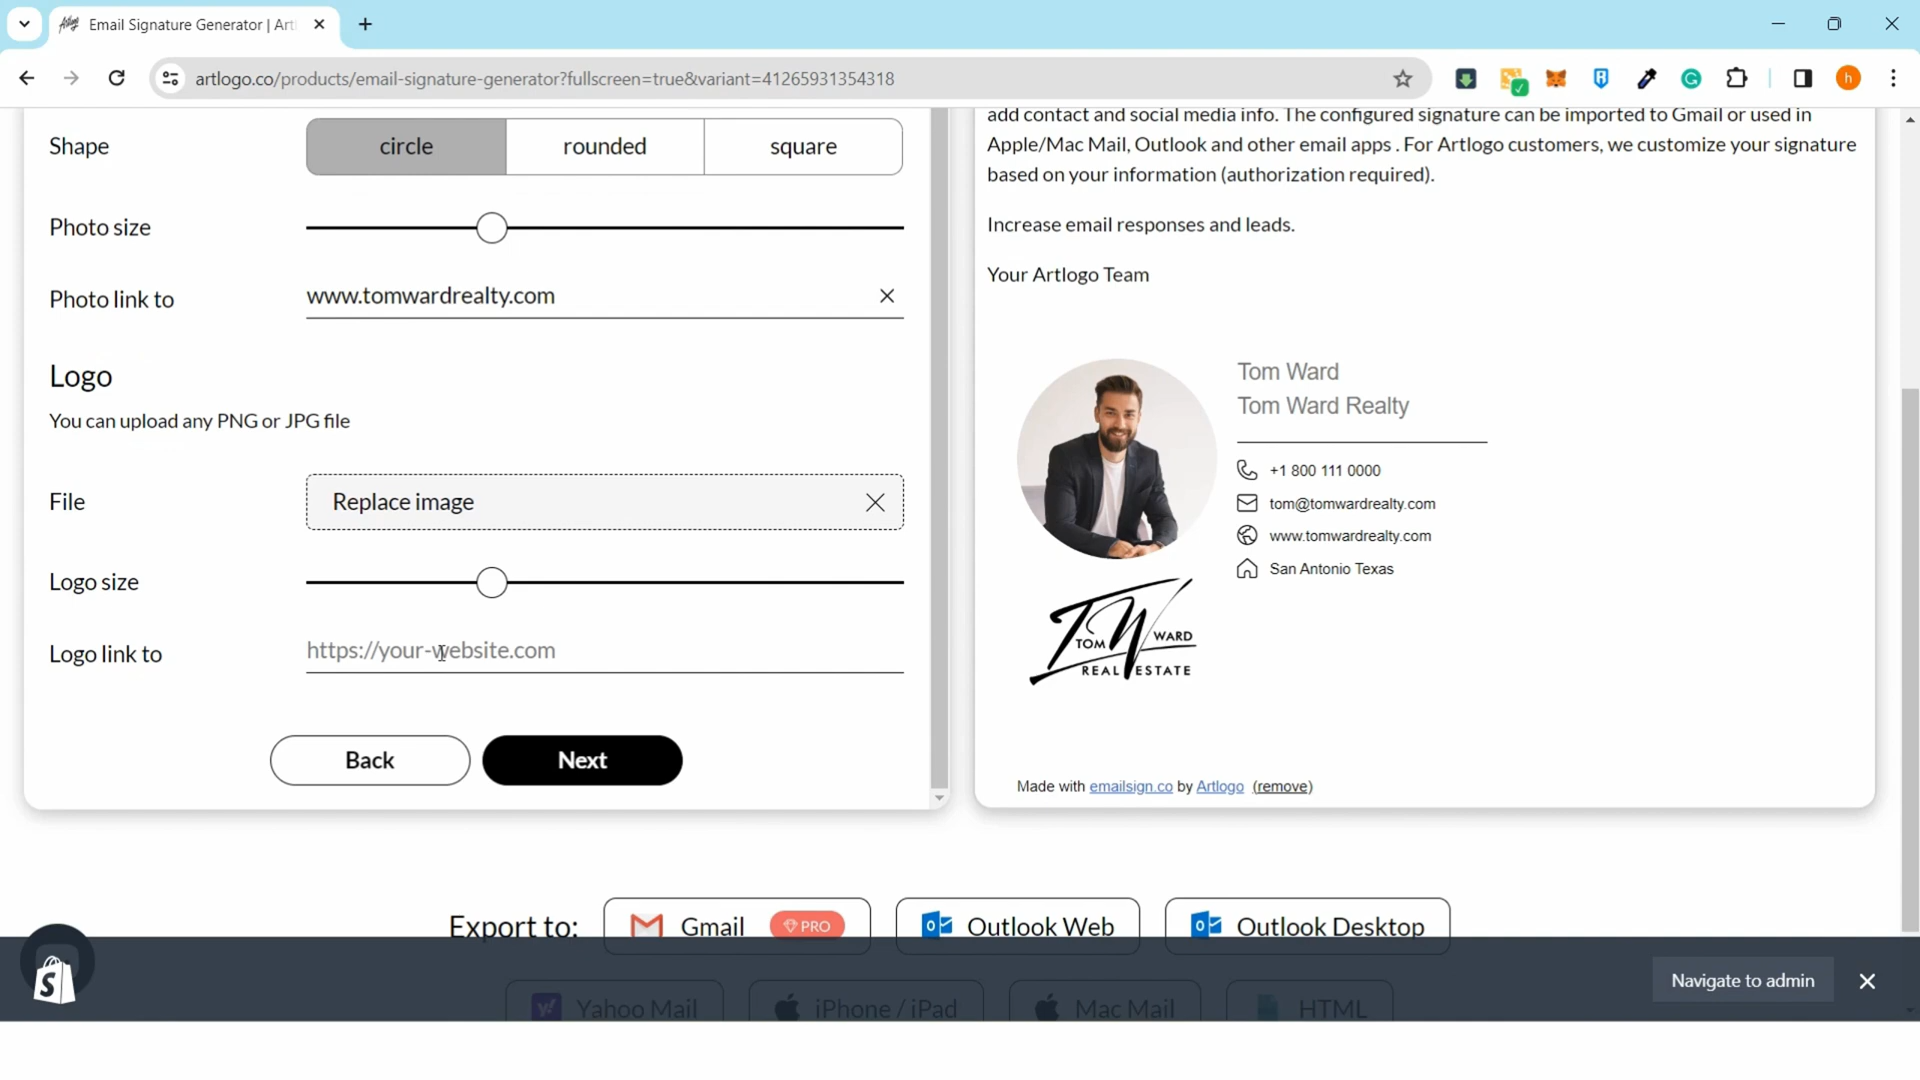 Email Signature Generator | Art
artlogo.co/products/email-signature-generator?fullscreen=true&variant=41265931354318
h
Shape
circle
rounded
square
Photo size
Photo link to
www.tomwardrealty.com
Logo
You can upload any PNG or JPG file
File
Replace image
Logo size
Logo link to
https://your-website.com
Back
Next
add contact and social media info. The configured signature can be imported to Gmail or used in
Apple/Mac Mail, Outlook and other email apps . For Artlogo customers, we customize your signature
based on your information (authorization required).
Increase email responses and leads.
Your Artlogo Team
Tom Ward
Tom Ward Realty
+1 800 111 0000
tom@tomwardrealty.com
www.tomwardrealty.com
San Antonio Texas
TOM WARD
REAL ESTATE
Made with emailsign.co by Artlogo (remove)
Export to:
Gmail
PRO
Outlook Web
Outlook Desktop
Yahoo Mail
iPhone / iPad
Mac Mail
HTML
Navigate to admin